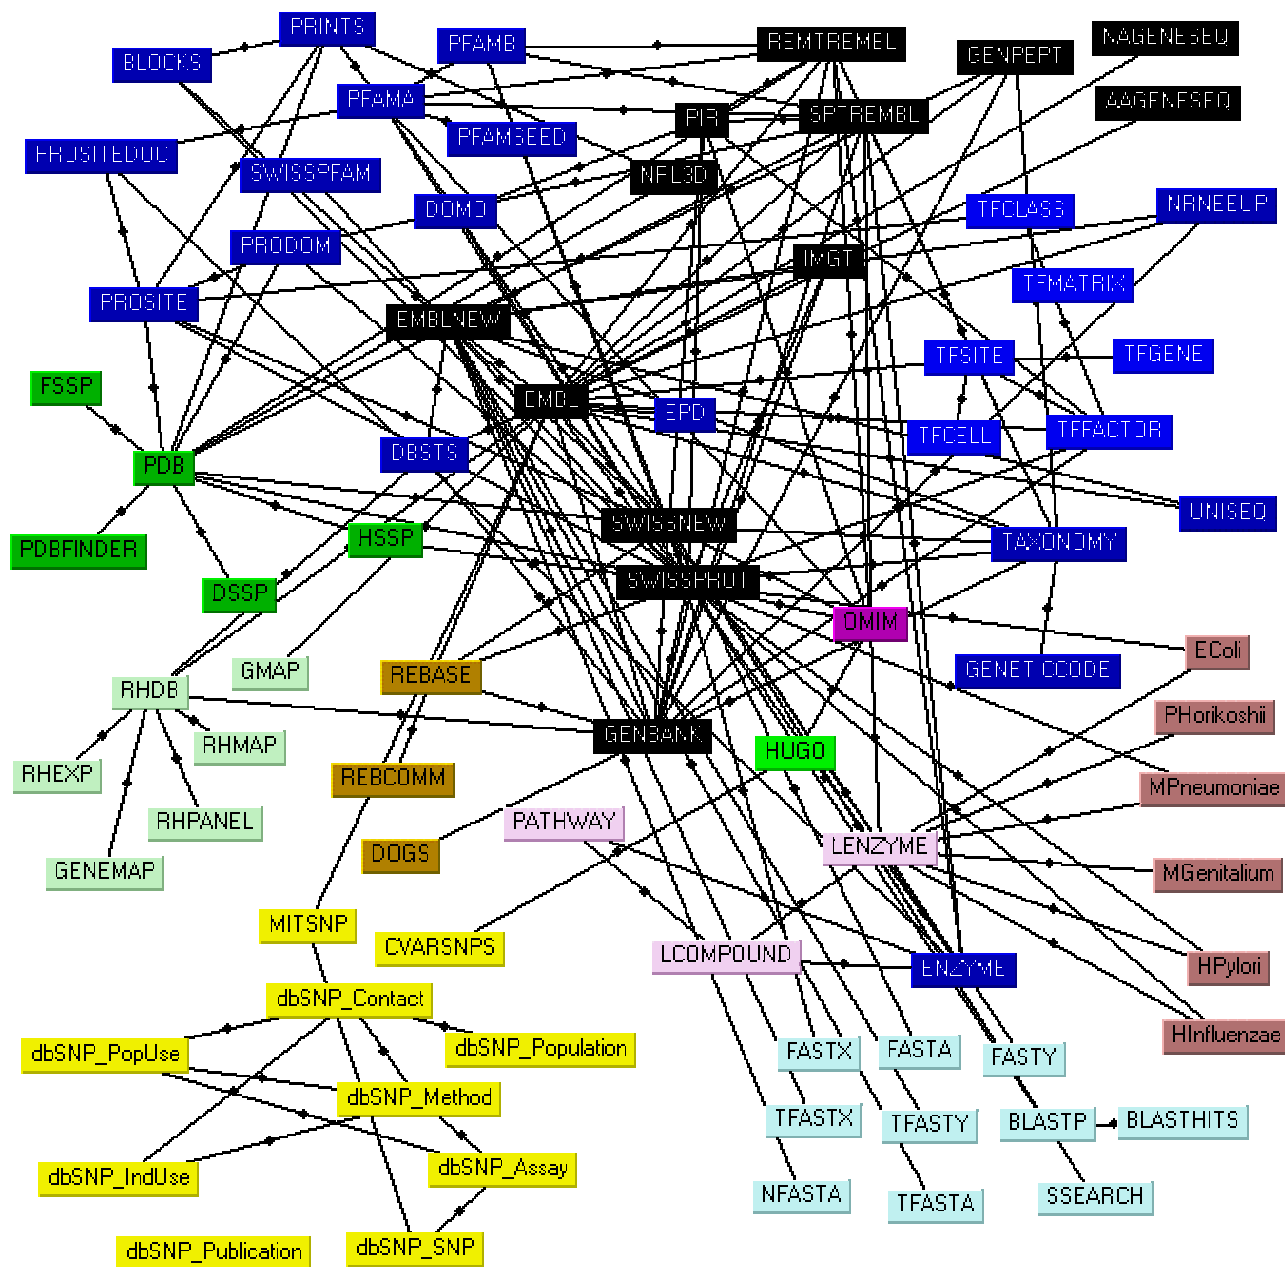 PRINTS
PFAMB
REMTREMBL
NAGENESEQ
BLOCKS
GENPEPT
PFAMA
AAGENESEQ
PIR
SPTREMBL
PFAMSEED
PROSITEDOC
SWISSPFAM
NRL3D
DOMO
TFCLASS
NRNEEUP
PRODOM
IMGT
TFMATRIX
PROSITE
EMBLNEW
TFSITE
TFGENE
FSSP
EPD
TFCELL
TFFACTOR
DBSTS
PDB
UNISEQ
SWISSNEW
PDBFINDER
HSSP
TAXONOMY
SWISSPROT
DSSP
OMIM
EColi
GMAP
REBASE
RHDB
PHorikoshii
GENBANK
RHMAP
HUGO
RHEXP
REBCOMM
MPneumoniae
RHPANEL
PATHWAY
LENZYME
DOGS
GENEMAP
MGenitalium
MITSNP
CVARSNPS
LCOMPOUND
ENZYME
HPylori
dbSNP_Contact
HInfluenzae
dbSNP_PopUse
dbSNP_Population
FASTX
FASTA
FASTY
dbSNP_Method
TFASTX
TFASTY
BLASTP
BLASTHITS
dbSNP_IndUse
dbSNP_Assay
NFASTA
TFASTA
SSEARCH
dbSNP_Publication
dbSNP_SNP